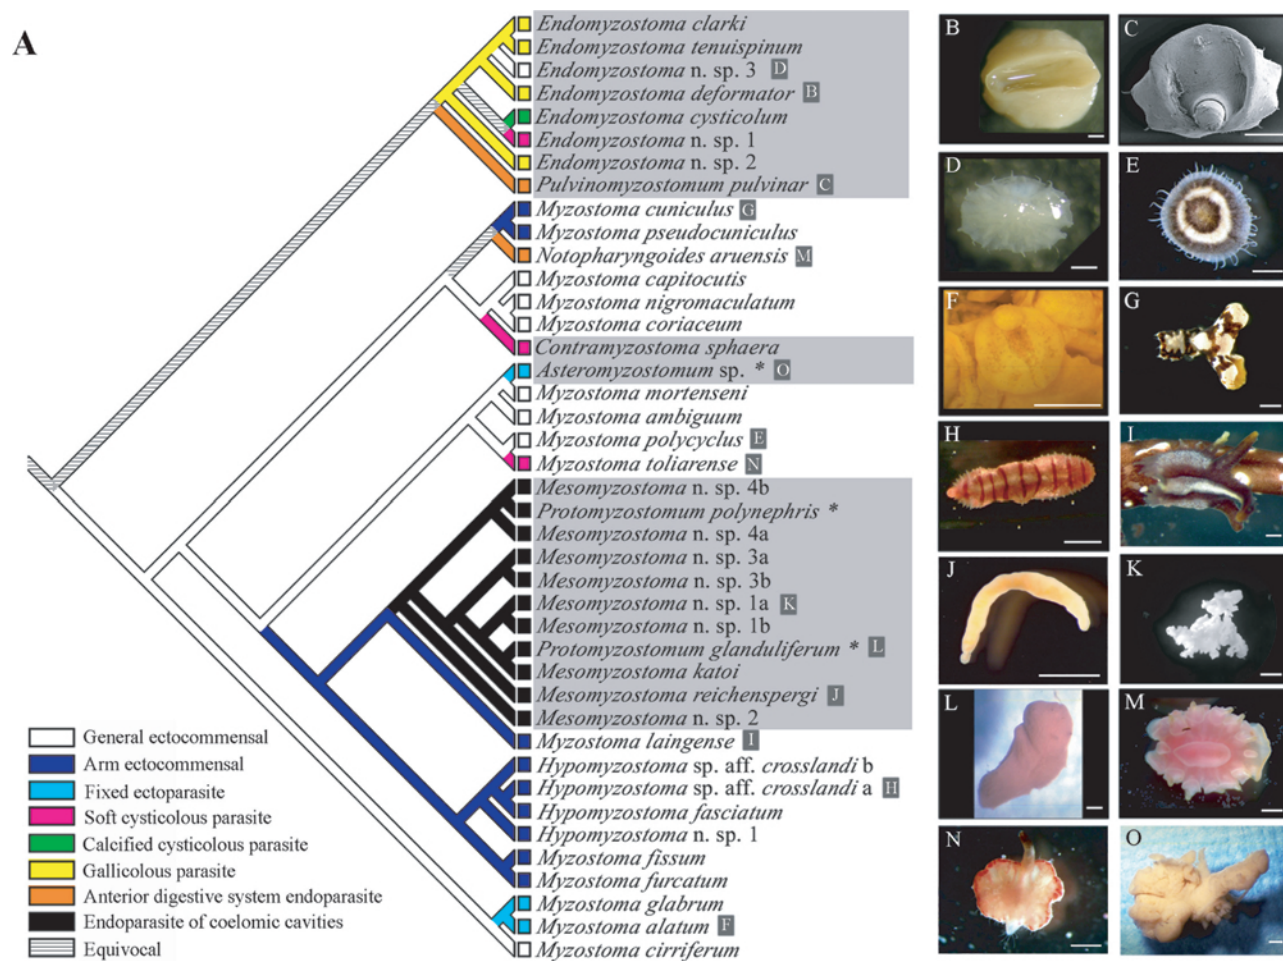 A
Endomyzostoma clarki
Endomyzostoma tenuispinum
Endomyzostoma n. sp. 3 D
Endomyzostoma deformator B
Endomyzostoma cysticolum
Endomyzostoma n. sp. 1
Endomyzostoma n. sp. 2
Pulvinomyzostomum pulvinar C
Myzostoma cuniculus G
Myzostoma pseudocuniculus
Notopharyngoides aruensis M
Myzostoma capitocutis
Myzostoma nigromaculatum
Myzostoma coriaceum
Contramyzostoma sphaera
Asteromyzostomum sp. * O
Myzostoma mortenseni
Myzostoma ambiguum
Myzostoma polycyclus E
Myzostoma toliarense N
Mesomyzostoma n. sp. 4b
Protomyzostomum polynephris *
Mesomyzostoma n. sp. 4a
Mesomyzostoma n. sp. 3a
Mesomyzostoma n. sp. 3b
Mesomyzostoma n. sp. 1a K
Mesomyzostoma n. sp. 1b
Protomyzostomum glanduliferum * L
Mesomyzostoma katoi
Mesomyzostoma reichenspergi J
Mesomyzostoma n. sp. 2
Myzostoma laingense I
Hypomyzostoma sp. aff. crosslandi b
Hypomyzostoma sp. aff. crosslandi a H
Hypomyzostoma fasciatum
Hypomyzostoma n. sp. 1
Myzostoma fissum
Myzostoma furcatum
Myzostoma glabrum
Myzostoma alatum F
Myzostoma cirriferum
General ectocommensal
Arm ectocommensal
Fixed ectoparasite
Soft cysticolous parasite
Calcified cysticolous parasite
Gallicolous parasite
Anterior digestive system endoparasite
Endoparasite of coelomic cavities
Equivocal
B
C
D
E
F
G
H
I
J
K
L
M
N
O